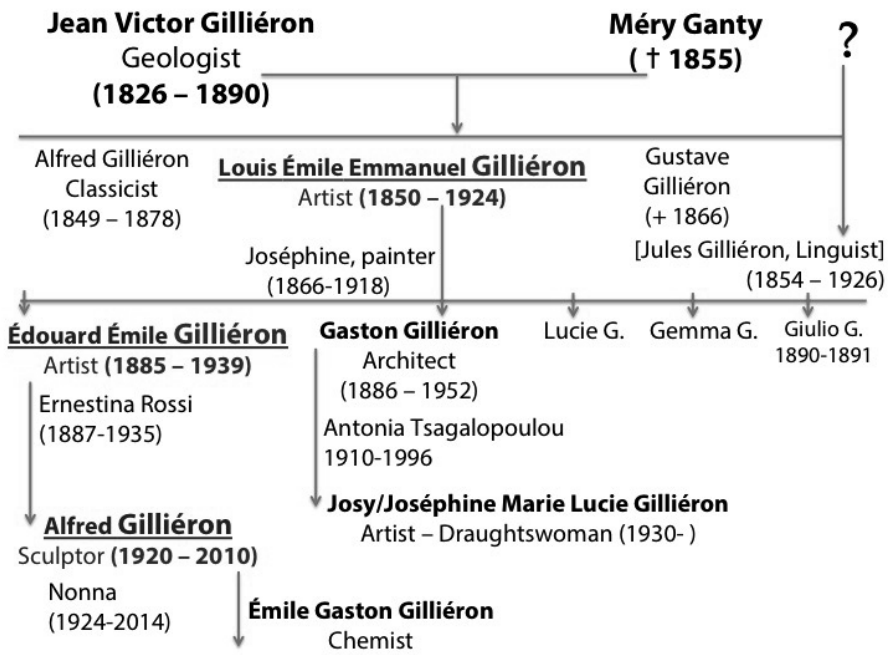 Jean Victor Gilliéron
Geologist
(1826 – 1890)
Méry Ganty
( † 1855)
?
Alfred Gilliéron
Classicist
(1849 – 1878)
Louis Émile Emmanuel Gilliéron
Artist (1850 – 1924)
Gustave
Gilliéron
(+ 1866)
[Jules Gilliéron, Linguist]
(1854 – 1926)
Joséphine, painter
(1866-1918)
Édouard Émile Gilliéron
Artist (1885 – 1939)
Gaston Gilliéron
Architect
(1886 – 1952)
Lucie G.
Gemma G.
Giulio G.
1890-1891
Ernestina Rossi
(1887-1935)
Antonia Tsagalopoulou
1910-1996
Josy/Joséphine Marie Lucie Gilliéron
Artist – Draughtswoman (1930- )
Alfred Gilliéron
Sculptor (1920 – 2010)
Nonna
(1924-2014)
Émile Gaston Gilliéron
Chemist